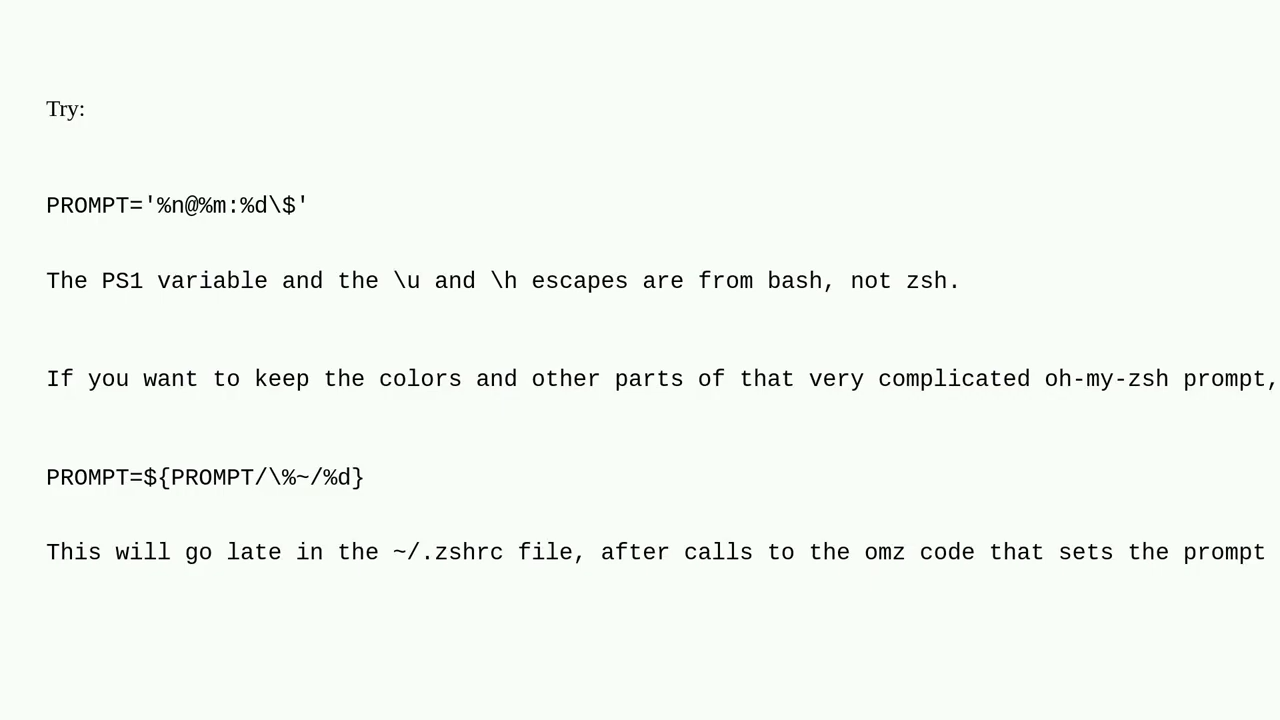 Try:
PROMPT='%n@%m:%d\$'
The PS1 variable and the \u and \h escapes are from bash, not zsh.
If you want to keep the colors and other parts of that very complicated oh-my-zsh prompt,
PROMPT=${PROMPT/\%~/%d}
This will go late in the ~/.zshrc file, after calls to the omz code that sets the prompt